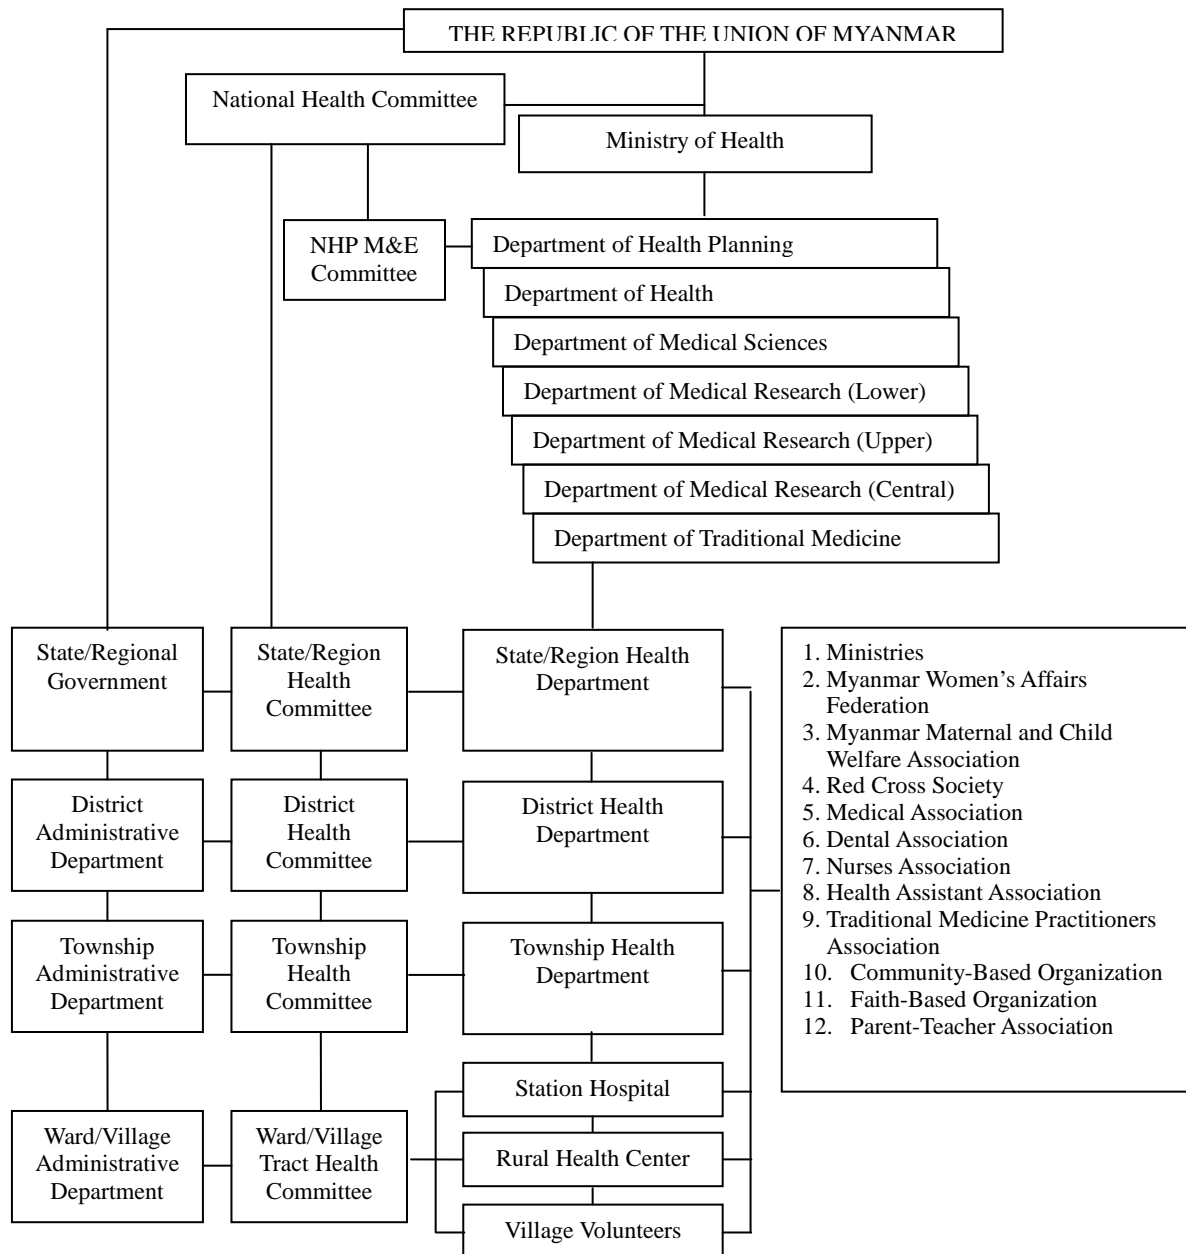 THE REPUBLIC OF THE UNION OF MYANMAR
National Health Committee
Ministry of Health
NHP M&E
Committee
Department of Health Planning
Department of Health
Department of Medical Sciences
Department of Medical Research (Lower)
Department of Medical Research (Upper)
Department of Medical Research (Central)
Department of Traditional Medicine
State/Regional
Government
State/Region
Health
Committee
State/Region Health
Department
District
Administrative
Department
District
Health
Committee
District Health
Department
Township
Administrative
Department
Township
Health
Committee
Township Health
Department
Ward/Village
Administrative
Department
Ward/Village
Tract Health
Committee
Station Hospital
Rural Health Center
Village Volunteers
1. Ministries
2. Myanmar Women's Affairs
Federation
3. Myanmar Maternal and Child
Welfare Association
4. Red Cross Society
5. Medical Association
6. Dental Association
7. Nurses Association
8. Health Assistant Association
9. Traditional Medicine Practitioners
Association
10. Community-Based Organization
11. Faith-Based Organization
12. Parent-Teacher Association